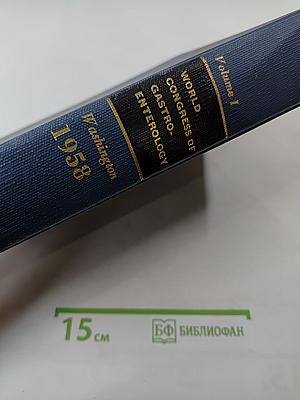 Volume I
WORLD
CONGRESS OF
GASTRO-
ENTEROLOGY
Washington
1958
15 см
БФ БИБЛИОФАН